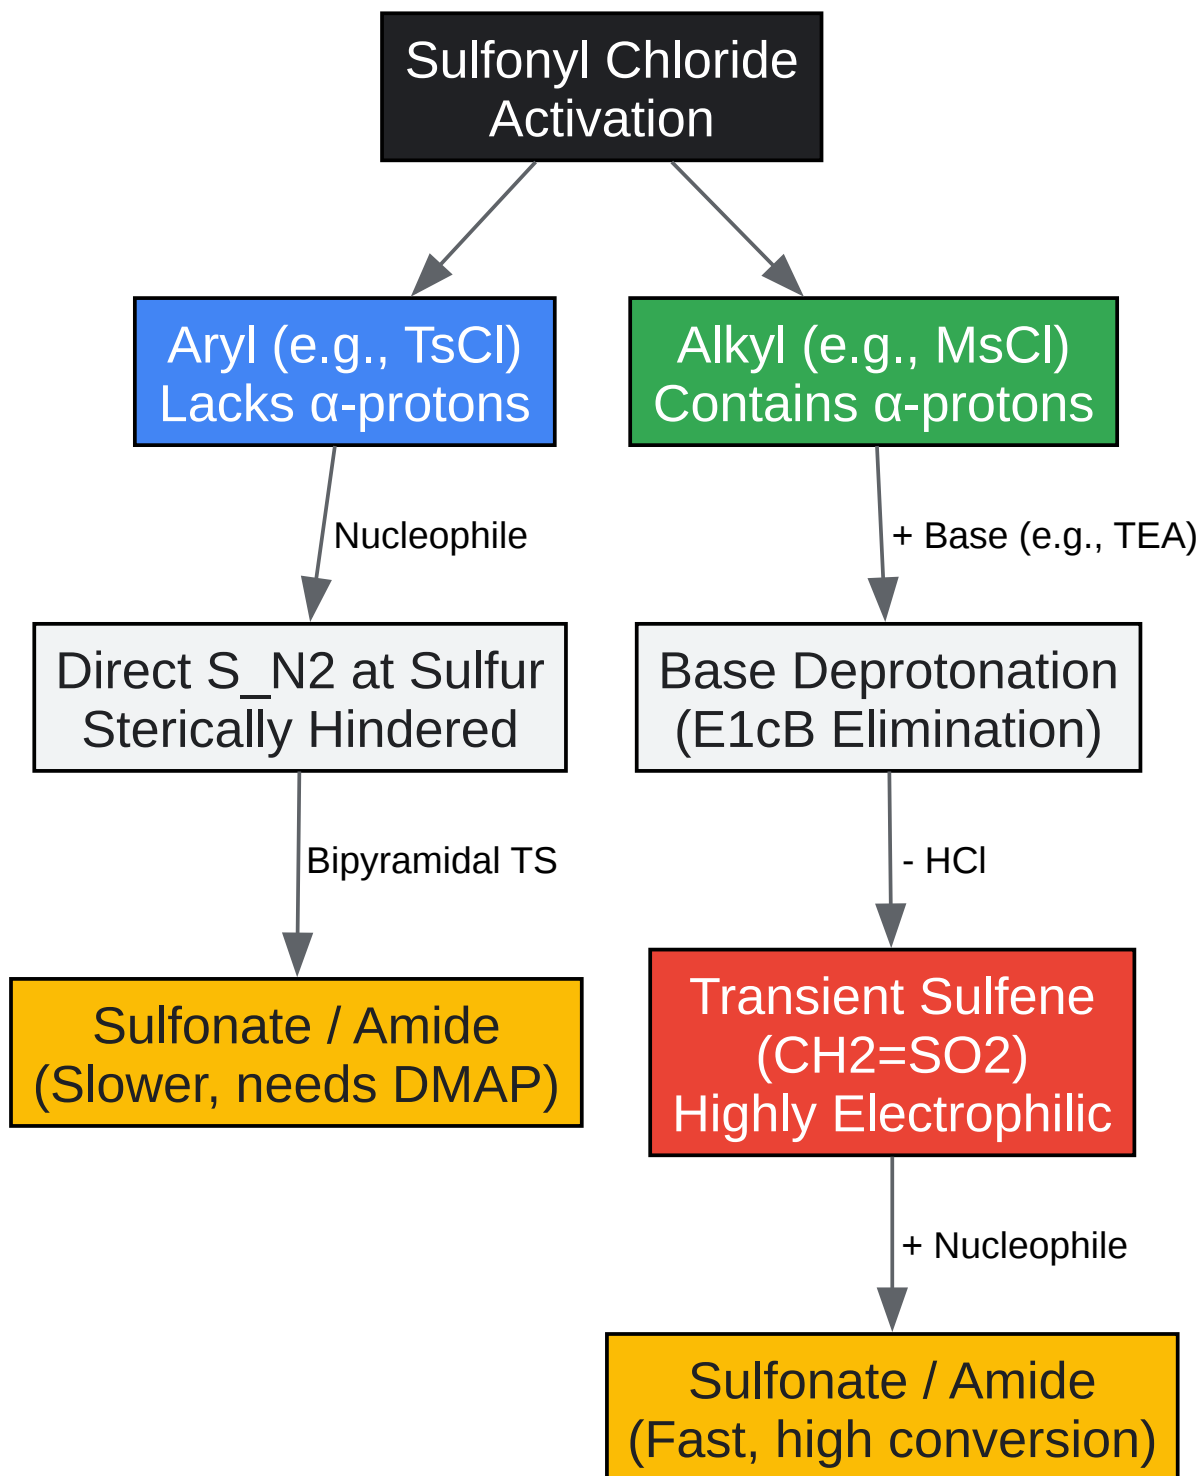 Sulfonyl Chloride
Activation
Aryl (e.g., TsCl)
Lacks α-protons
Alkyl (e.g., MsCl)
Contains α-protons
Nucleophile
+ Base (e.g., TEA)
Direct S_N2 at Sulfur
Sterically Hindered
Base Deprotonation
(E1cB Elimination)
Bipyramidal TS
- HCl
Sulfonate / Amide
(Slower, needs DMAP)
Transient Sulfene
(CH2=SO2)
Highly Electrophilic
+ Nucleophile
Sulfonate / Amide
(Fast, high conversion)